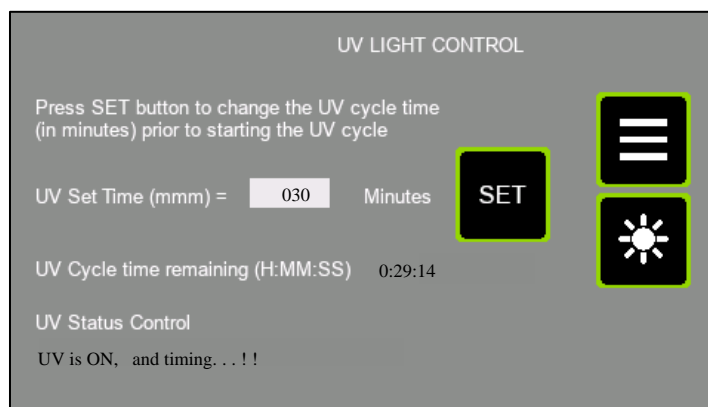 UV LIGHT CONTROL
Press SET button to change the UV cycle time
(in minutes) prior to starting the UV cycle
UV Set Time (mmm) = 030 Minutes SET
UV Cycle time remaining (H:MM:SS) 0:29:14
UV Status Control
UV is ON, and timing. . . ! !